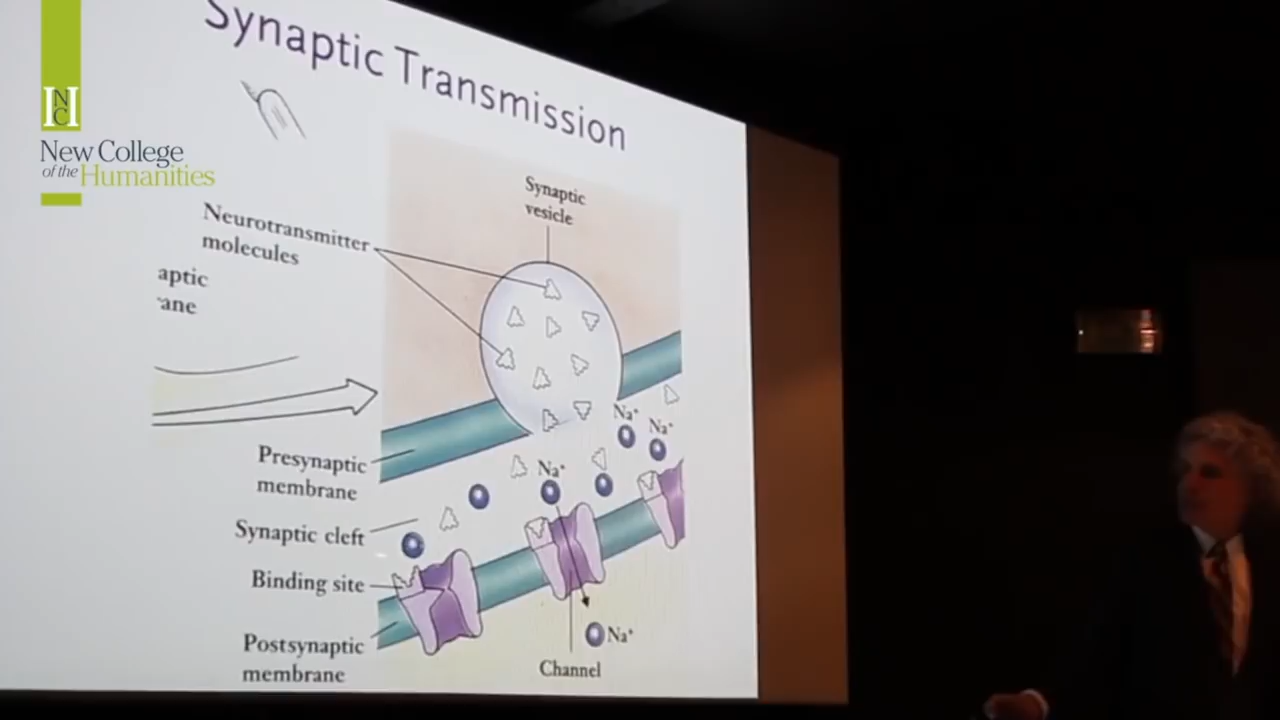 Synaptic Transmission
NCH
New College
of the Humanities
Synaptic
vesicle
Neurotransmitter
molecules
aptic
ane
Na⁺
Na⁺
Presynaptic
membrane
Na⁺
Synaptic cleft
Binding site
Na⁺
Postsynaptic
membrane
Channel